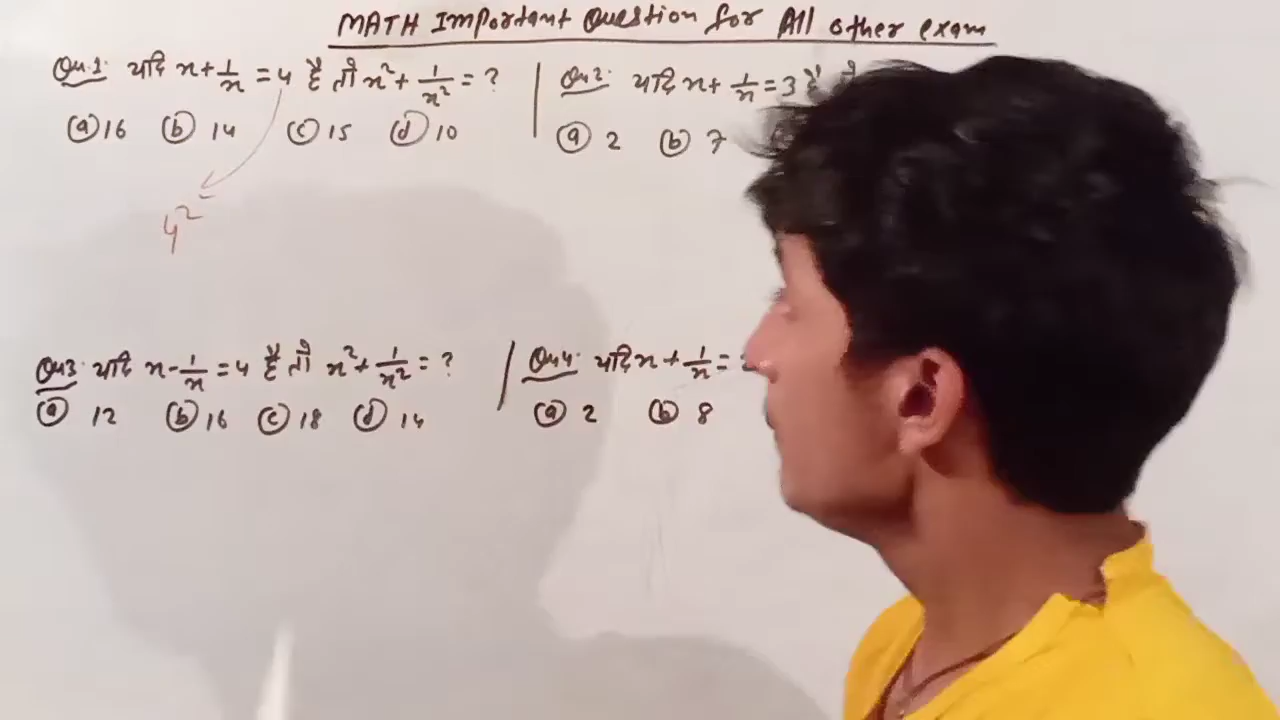 MATH Important Question for All other exam
Qu.1. यदि x + 1/x = 4 है तो x² + 1/x² = ?
(a) 16 (b) 14 (c) 15 (d) 10
4²
Qu.2. यदि x + 1/x = 3 है
(a) 2 (b) 7
Qu.3. यदि x - 1/x = 4 है तो x² + 1/x² = ?
(a) 12 (b) 16 (c) 18 (d) 14
Qu.4. यदि x + 1/x =
(a) 2 (b) 8